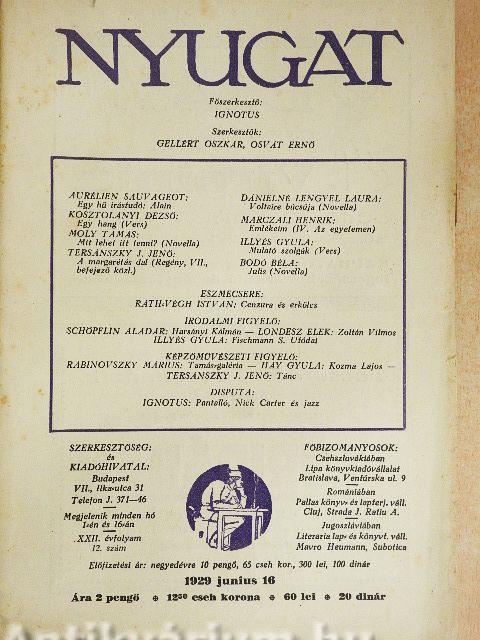 NYUGAT
Főszerkesztő:
IGNOTUS
Szerkesztők:
GELLÉRT OSZKÁR, OSVÁT ERNŐ
AURÉLIEN SAUVAGEOT:
Egy hű írástudó: Alain
KOSZTOLÁNYI DEZSŐ:
Egy hang (Vers)
MOLY TAMÁS:
Mit lehet itt tenni? (Novella)
TERSÁNSZKY J. JENŐ:
A margarétás dal (Regény, VII.,
befejező közl.)
DÁNIELNÉ LENGYEL LAURA:
Voltaire búcsúja (Novella)
MARCZALI HENRIK:
Emlékeim (IV. Az egyetemen)
ILLYÉS GYULA:
Mulató szolgák (Vers)
BODÓ BÉLA:
Julis (Novella)
ESZMECSERE:
RÁTH-VÉGH ISTVÁN: Cenzura és erkölcs
IRODALMI FIGYELŐ:
SCHÖPFLIN ALADÁR: Harsányi Kálmán — LONDESZ ELEK: Zoltán Vilmos
ILLYÉS GYULA: Fischmann S. Utódai
KÉPZŐMŰVÉSZETI FIGYELŐ:
RABINOVSZKY MÁRIUS: Tamás-galéria — HAY GYULA: Kozma Lajos —
TERSÁNSZKY J. JENŐ: Tánc
DISPUTA:
IGNOTUS: Pantalló, Nick Carter és jazz
SZERKESZTŐSÉG:
és
KIADÓHIVATAL:
Budapest
VII., Ilka-utca 31
Telefon J. 371—46
Megjelenik minden hó
1-én és 16-án
XXII. évfolyam
12. szám
FŐBIZOMÁNYOSOK:
Csehszlovákiában
Lipa könyvkiadóvállalat
Bratislava, Ventúrska ul. 9
Romániában
Pallas könyv- és lapterj. váll.
Cluj, Strada J. Ratiu A.
Jugoszláviában
Literaria lap- és könyvt. váll.
Mavro Heumann, Subotica
Előfizetési ár: negyedévre 10 pengő, 65 cseh kor., 300 lei, 100 dinár
1929 junius 16
Ára 2 pengő * 12⁵⁰ cseh korona * 60 lei * 20 dinár
Antikvárium.hu